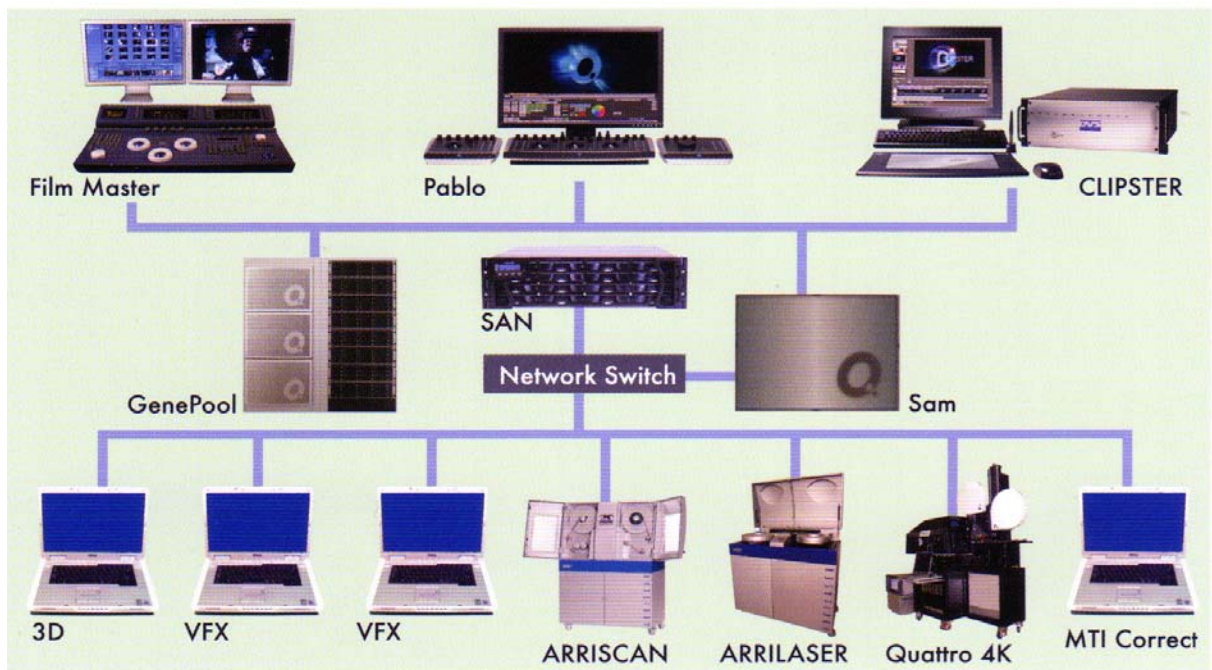 Film Master
Pablo
CLIPSTER
GenePool
SAN
Network Switch
Sam
3D
VFX
VFX
ARRISCAN
ARRILASER
Quattro 4K
MTI Correct